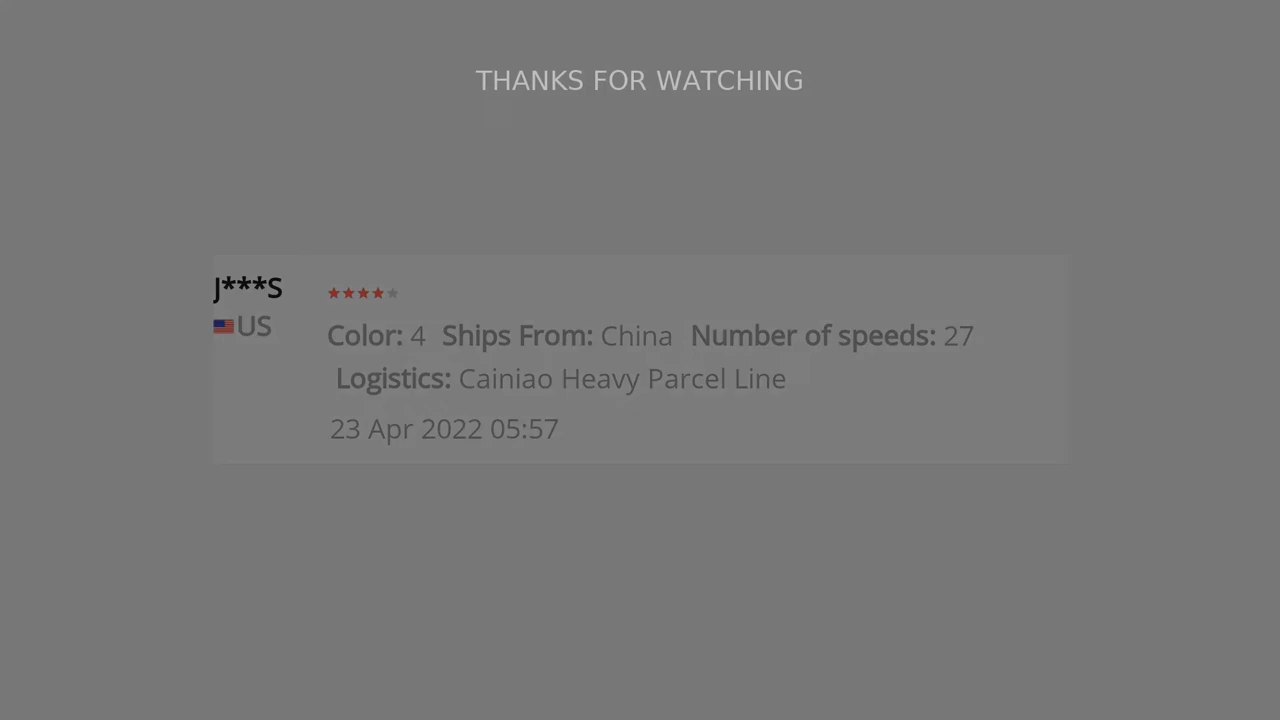 THANKS FOR WATCHING
J***S
US
Color: 4 Ships From: China Number of speeds: 27
Logistics: Cainiao Heavy Parcel Line
23 Apr 2022 05:57